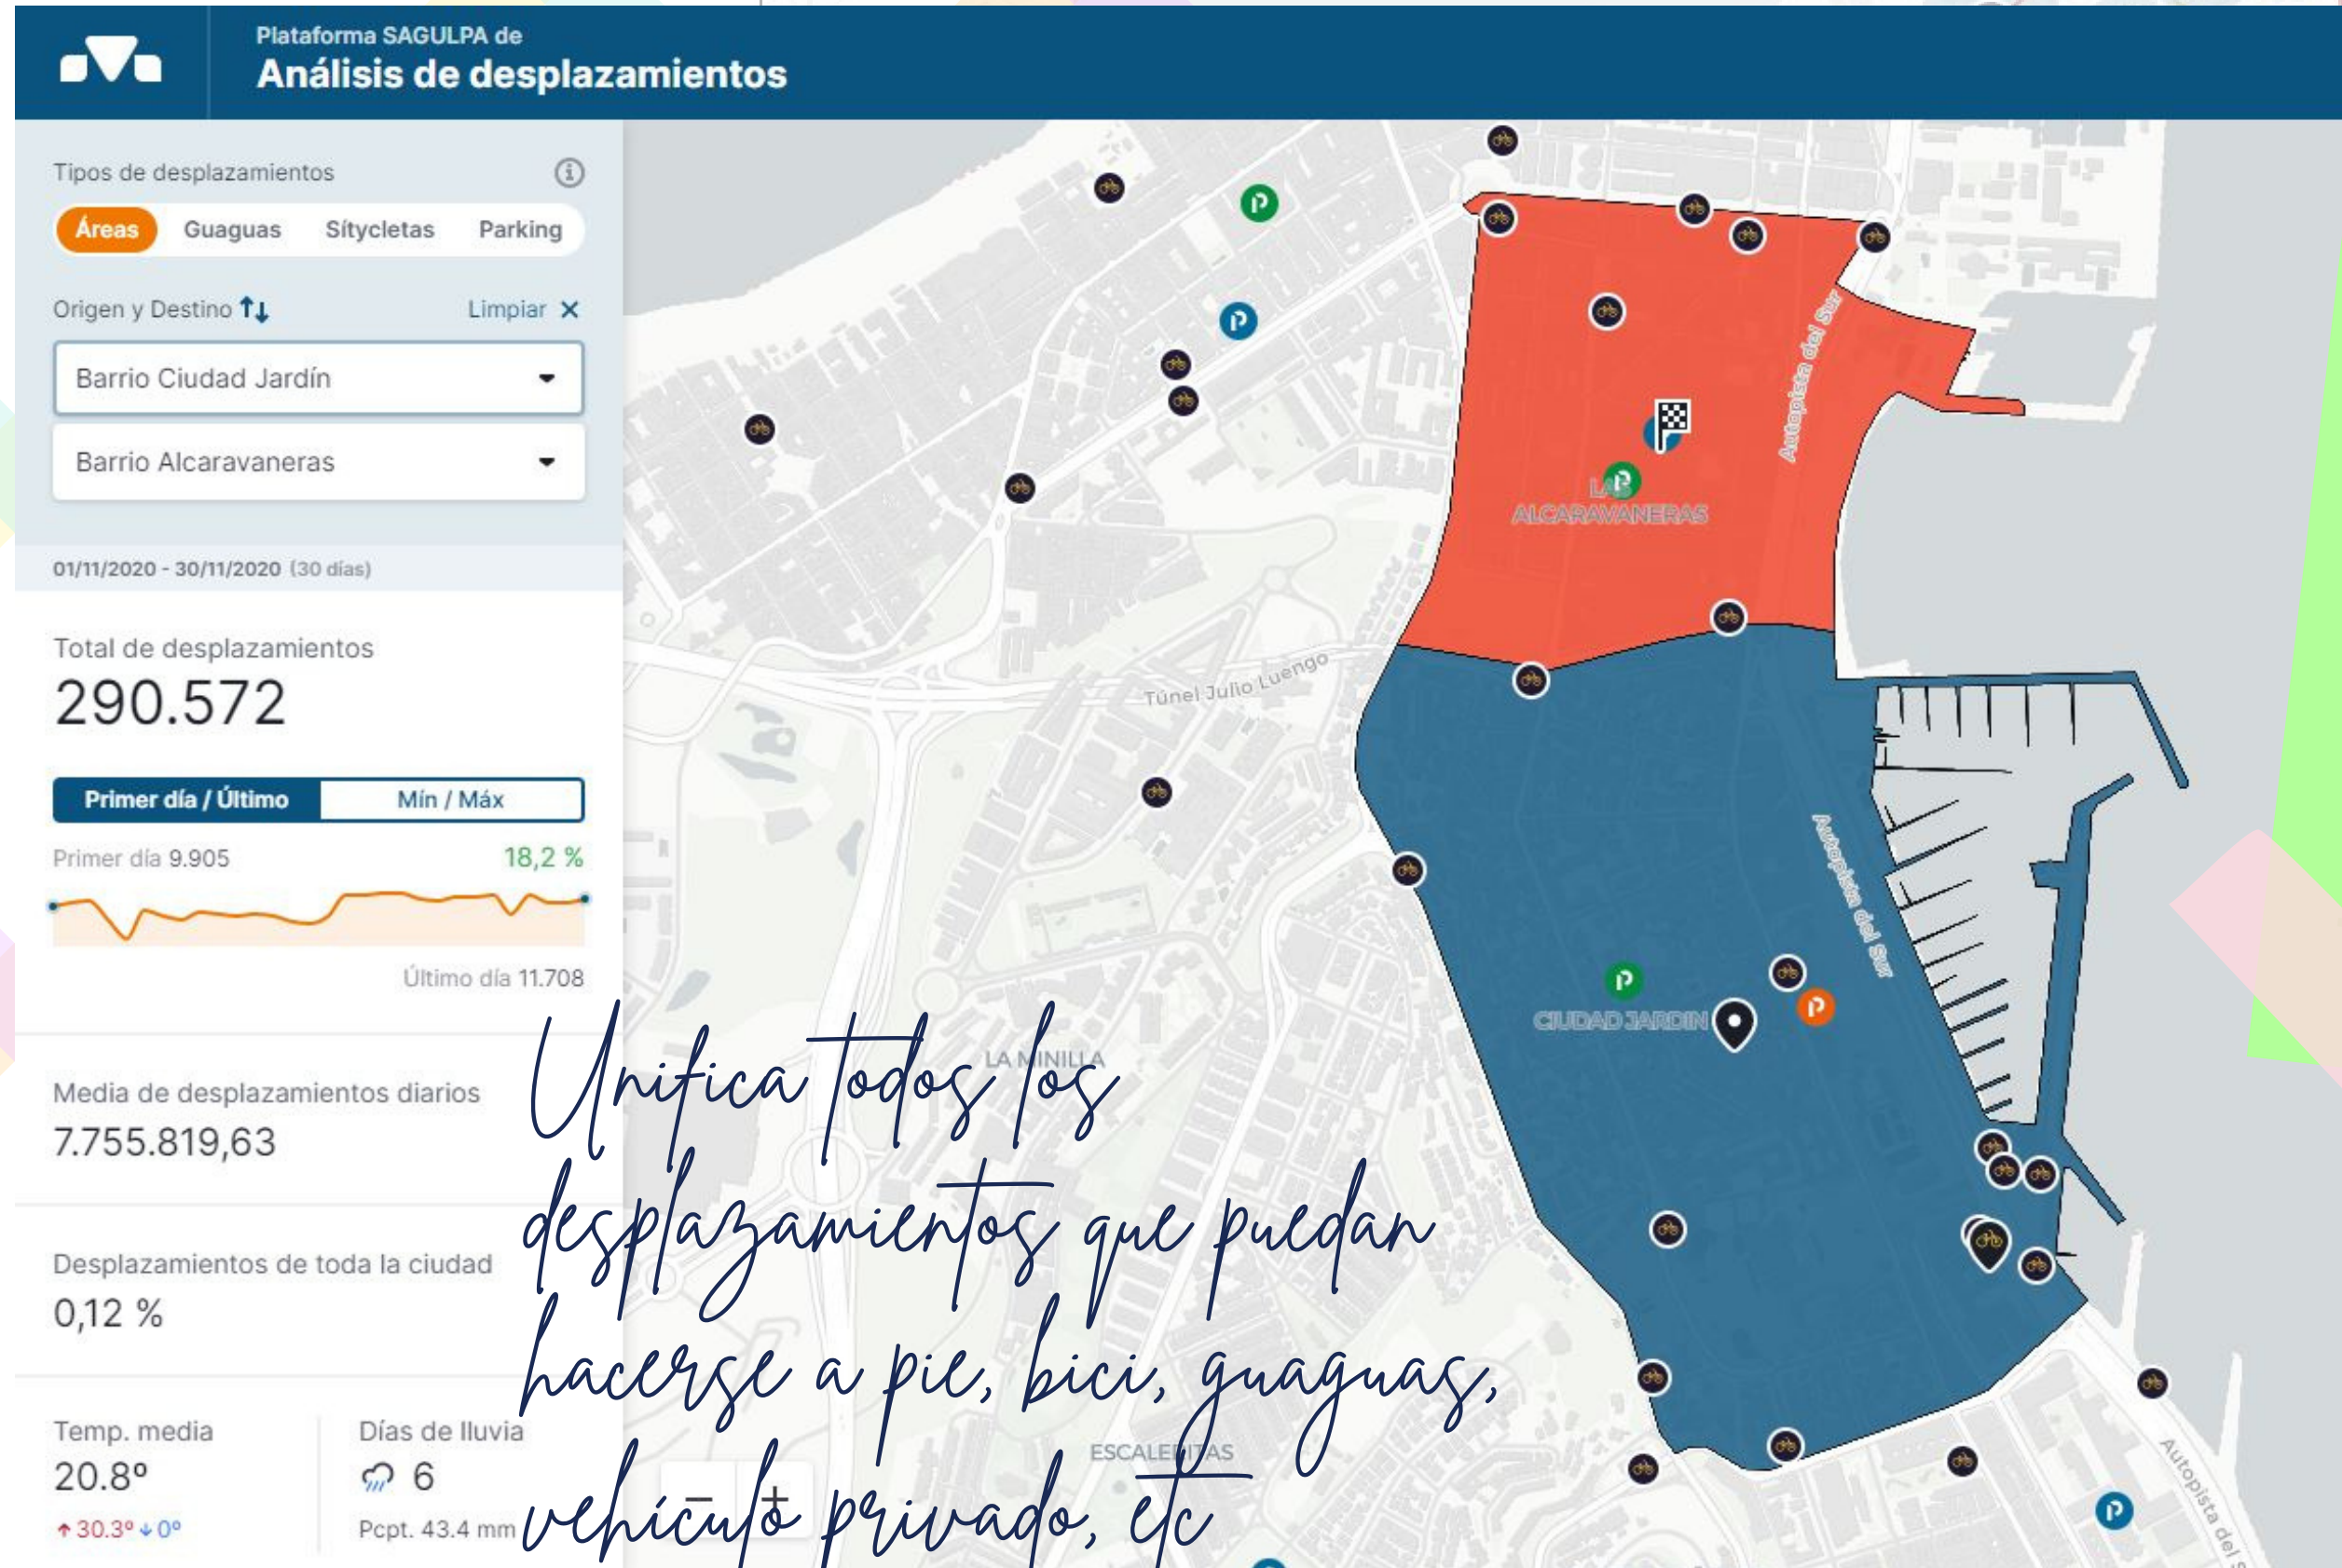 Plataforma SAGULPA de
Análisis de desplazamientos
Tipos de desplazamientos
Áreas Guaguas Sítycletas Parking
Origen y Destino Limpiar
Barrio Ciudad Jardín
Barrio Alcaravaneras
01/11/2020 - 30/11/2020 (30 días)
Total de desplazamientos
290.572
Primer día / Último Mín / Máx
Primer día 9.905 18,2 %
Último día 11.708
Media de desplazamientos diarios
7.755.819,63
Desplazamientos de toda la ciudad
0,12 %
Temp. media Días de lluvia
20.8º 6
30.3º 0º Pcpt. 43.4 mm
Autopista del Sur
LAS
ALCARAVANERAS
Túnel Julio Luengo
Autopista del Sur
CIUDAD JARDIN
LA MINILLA
ESCALERITAS
Autopista del S
Unifica todos los
desplazamientos que puedan
hacerse a pie, bici, guaguas,
vehículo privado, etc